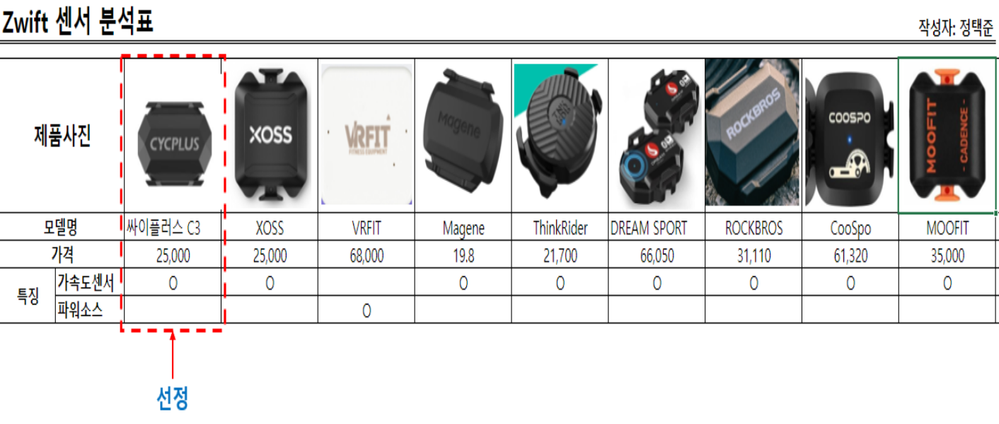 Zwift 센서 분석표
작성자: 정택준
제품사진
CYCPLUS
XOSS
VRFIT
FITNESS EQUIPMENT
Magene
ROCKBROS
COOSPO
MOOFIT
- CADENCE -
모델명 싸이플러스 C3 XOSS VRFIT Magene ThinkRider DREAM SPORT ROCKBROS CooSpo MOOFIT
가격 25,000 25,000 68,000 19.8 21,700 66,050 31,110 61,320 35,000
특징
가속도센서 O O O O O O O O
파워소스 O
선정